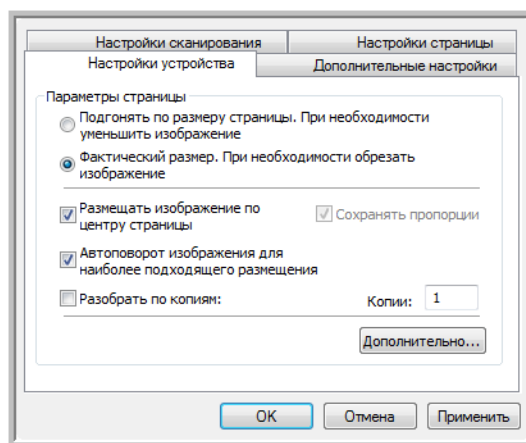 Настройки сканирования
Настройки страницы
Настройки устройства
Дополнительные настройки
Параметры страницы
Подгонять по размеру страницы. При необходимости
уменьшить изображение
Фактический размер. При необходимости обрезать
изображение
Размещать изображение по
центру страницы
Сохранять пропорции
Автоповорот изображения для
наиболее подходящего размещения
Разобрать по копиям:
Копии: 1
Дополнительно...
OK
Отмена
Применить